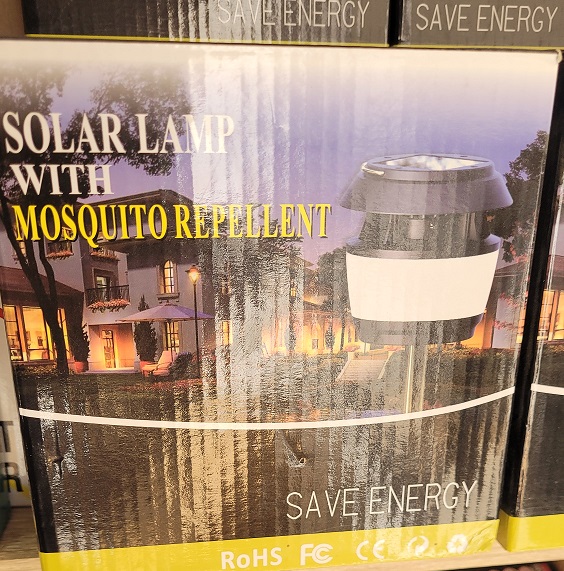 SAVE ENERGY
SAVE ENERGY
SOLAR LAMP
WITH
MOSQUITO REPELLENT
SAVE ENERGY
RoHS FC CE